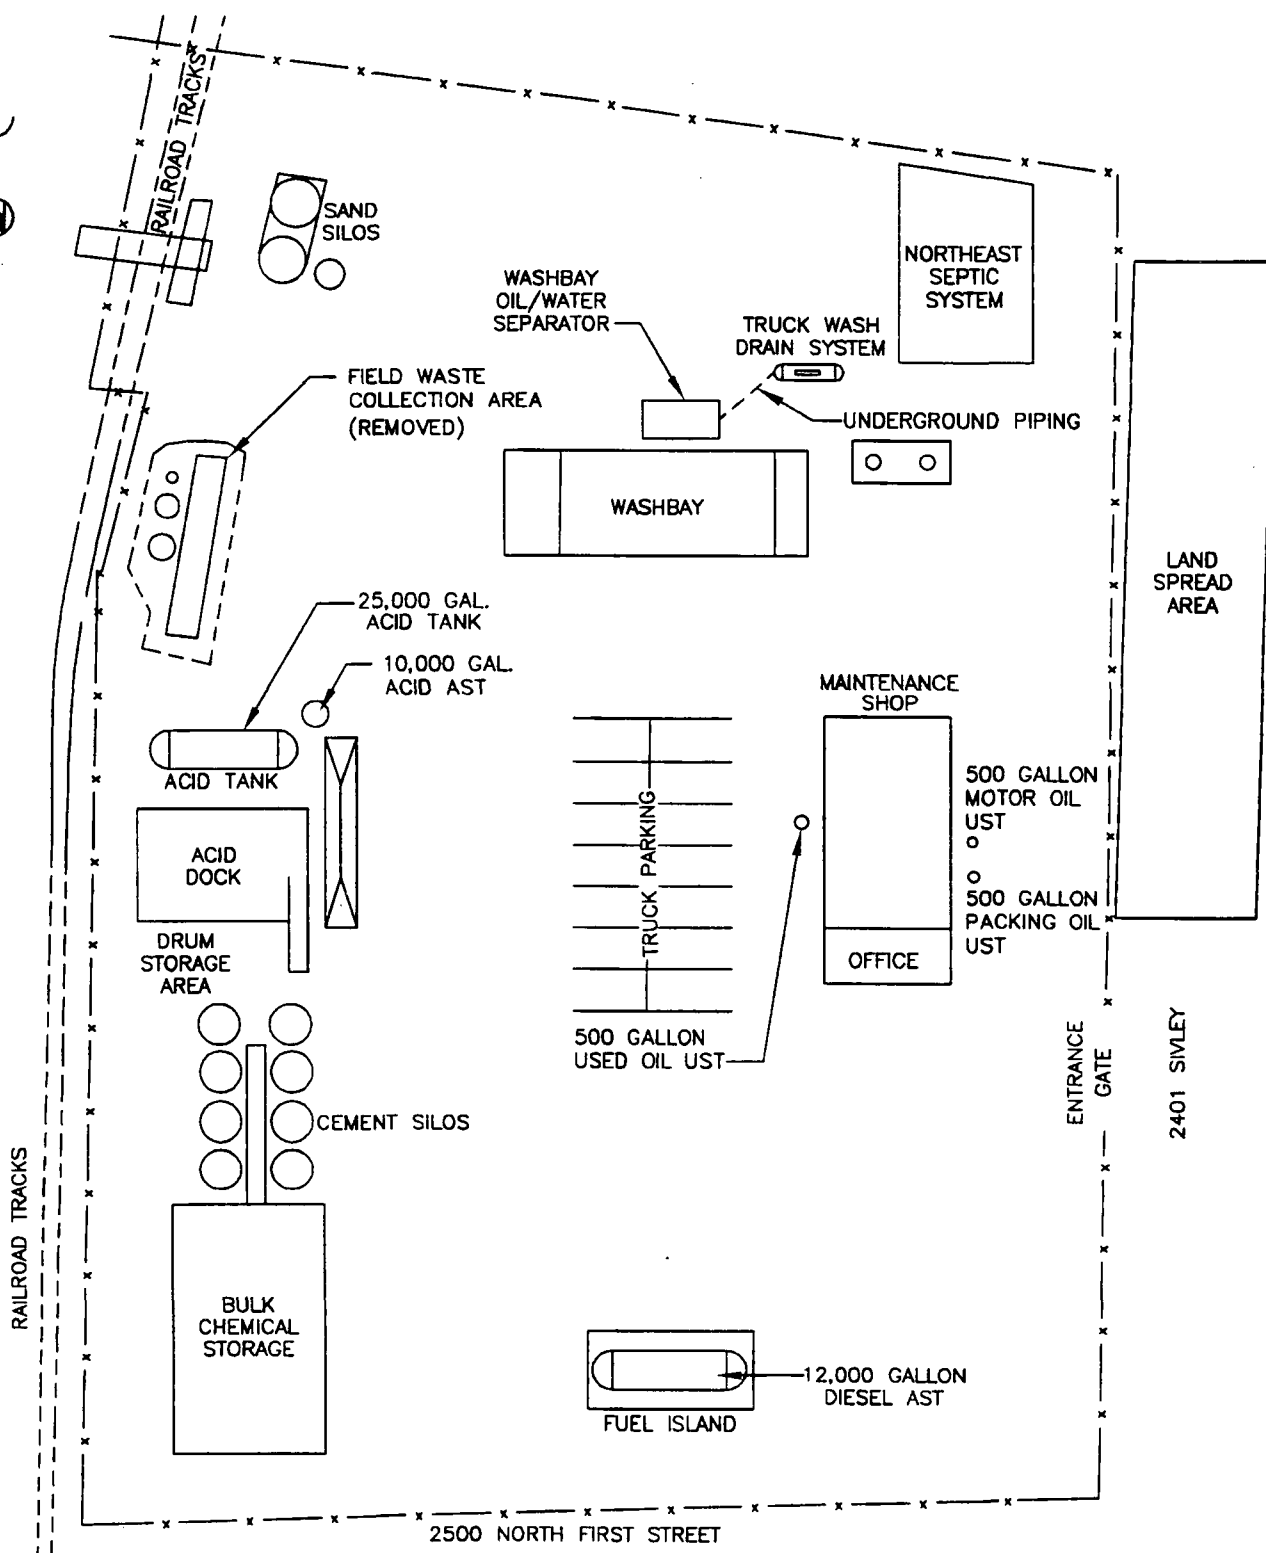 RAILROAD TRACKS
SAND
SILOS
NORTHEAST
SEPTIC
SYSTEM
WASHBAY
OIL/WATER
SEPARATOR
TRUCK WASH
DRAIN SYSTEM
FIELD WASTE
COLLECTION AREA
(REMOVED)
UNDERGROUND PIPING
WASHBAY
LAND
SPREAD
AREA
25,000 GAL.
ACID TANK
10,000 GAL.
ACID AST
MAINTENANCE
SHOP
ACID TANK
500 GALLON
MOTOR OIL
UST
TRUCK PARKING
ACID
DOCK
500 GALLON
PACKING OIL
UST
DRUM
STORAGE
AREA
OFFICE
500 GALLON
USED OIL UST
ENTRANCE
GATE
2401 SIVLEY
CEMENT SILOS
RAILROAD TRACKS
BULK
CHEMICAL
STORAGE
12,000 GALLON
DIESEL AST
FUEL ISLAND
2500 NORTH FIRST STREET